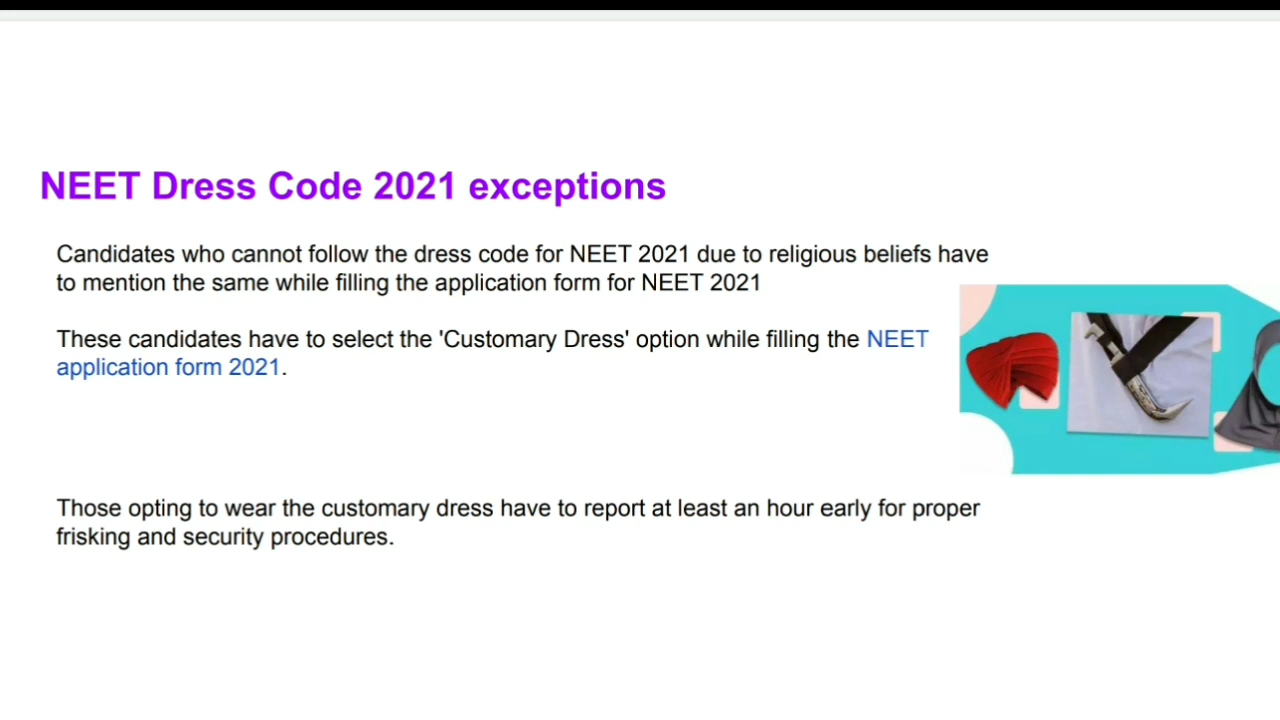 NEET Dress Code 2021 exceptions
Candidates who cannot follow the dress code for NEET 2021 due to religious beliefs have
to mention the same while filling the application form for NEET 2021
These candidates have to select the 'Customary Dress' option while filling the NEET
application form 2021.
Those opting to wear the customary dress have to report at least an hour early for proper
frisking and security procedures.